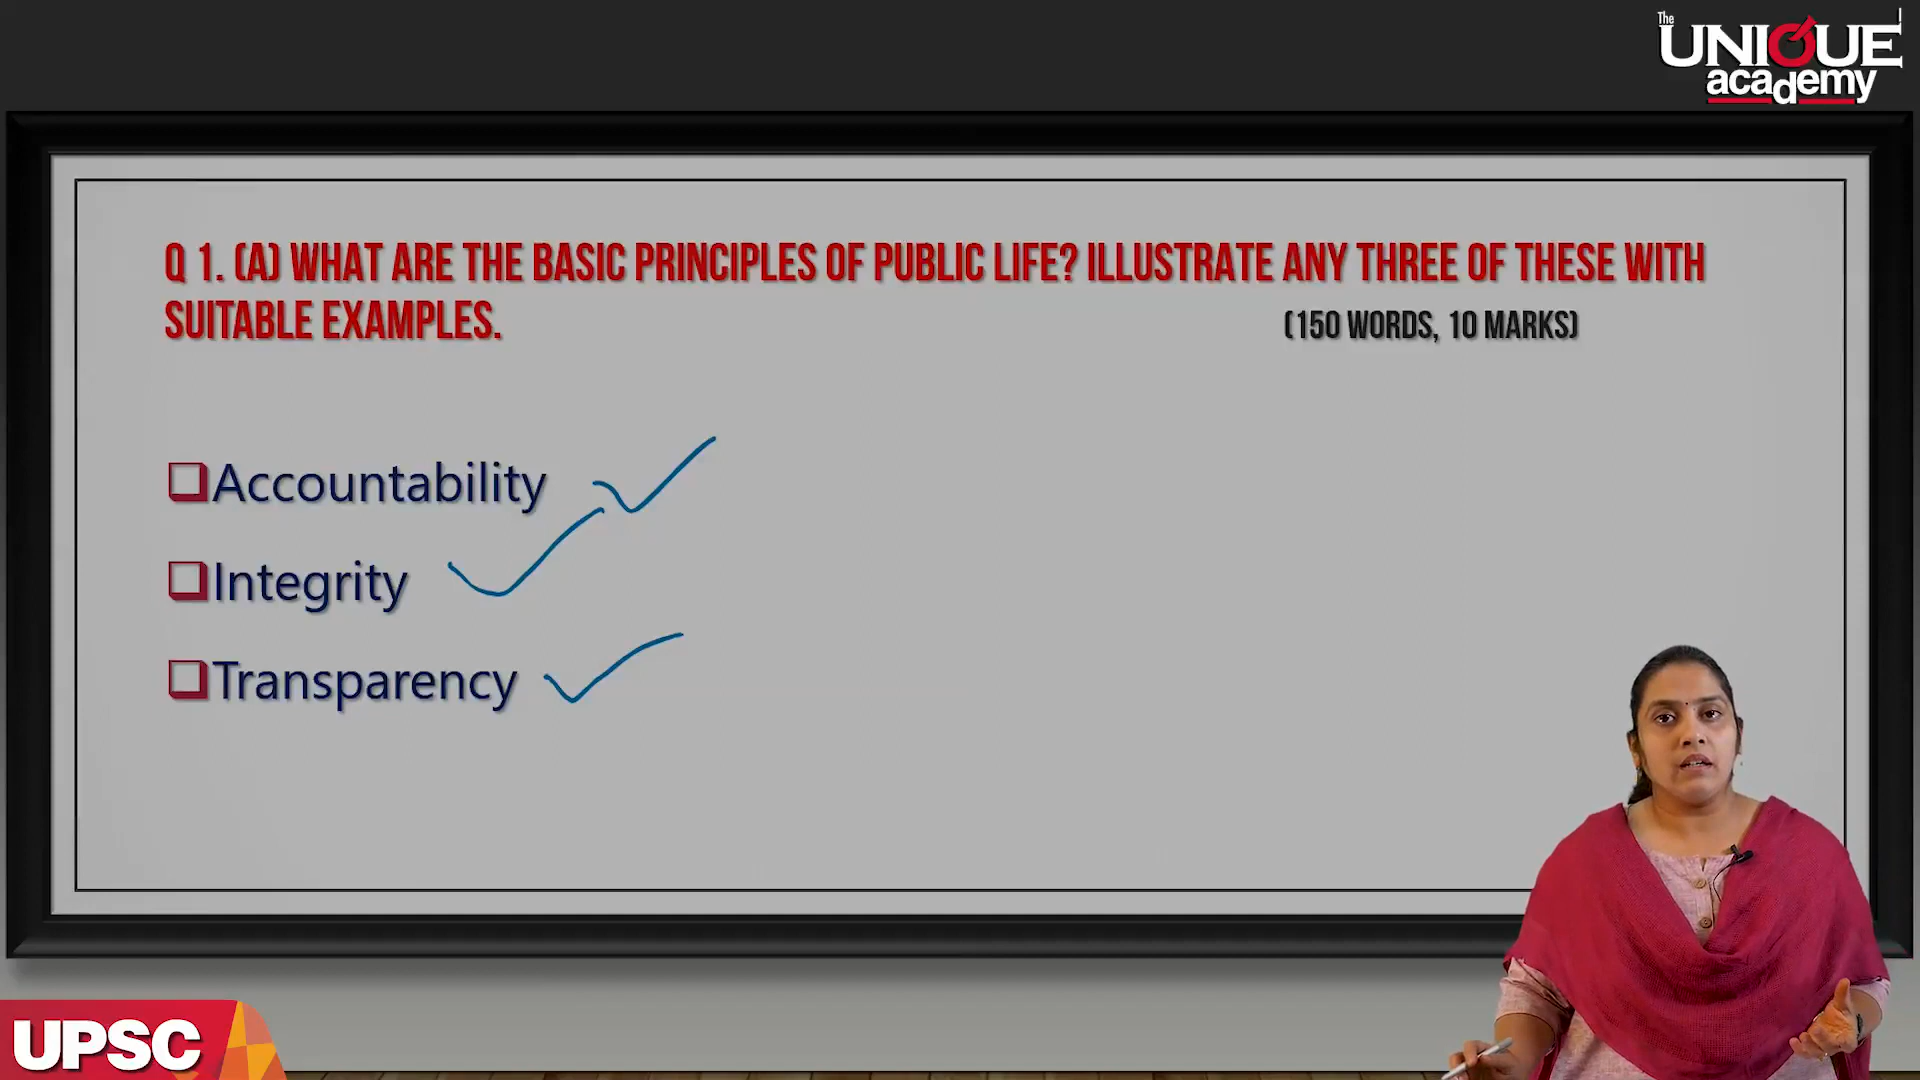 The
UNIQUE
academy
Q 1. (A) WHAT ARE THE BASIC PRINCIPLES OF PUBLIC LIFE? ILLUSTRATE ANY THREE OF THESE WITH
SUITABLE EXAMPLES. (150 WORDS, 10 MARKS)
Accountability
Integrity
Transparency
UPSC